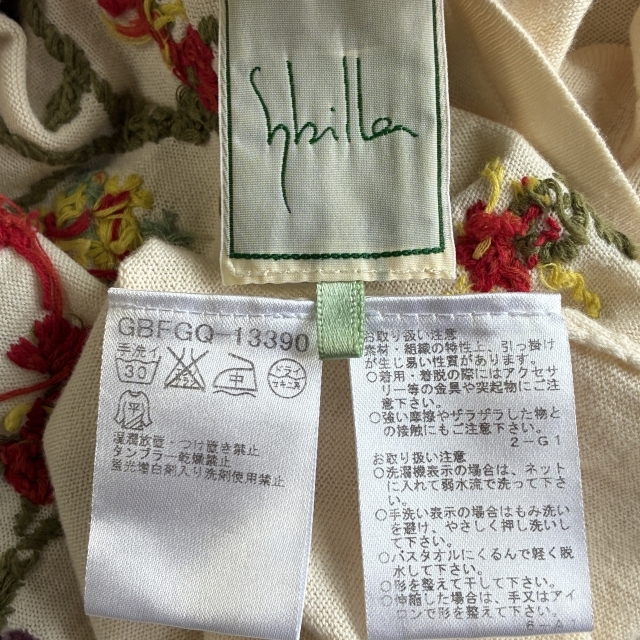 Sybilla
GBFGQ-13390
手洗イ
30
中
ドライ
セキユ系
平
湿潤放置・つけ置き禁止
タンブラー乾燥禁止
蛍光増白剤入り洗剤使用禁止
お取り扱い注意
素材・組織の特性上、引っ掛け
が生じ易い性質があります。
○着用・着脱の際にはアクセサ
リー等の金具や突起物にご注
意下さい。
○強い摩擦やザラザラした物と
の接触にもご注意下さい。
2-G1
お取り扱い注意
○洗濯機表示の場合は、ネット
に入れて弱水流で洗って下さ
い。
○手洗い表示の場合はもみ洗い
を避け、やさしく押し洗いし
て下さい。
○バスタオルにくるんで軽く脱
水して下さい。
○形を整えて干して下さい。
○伸縮した場合は、手又はアイ
ロンで形を整えて下さい。
6-A1